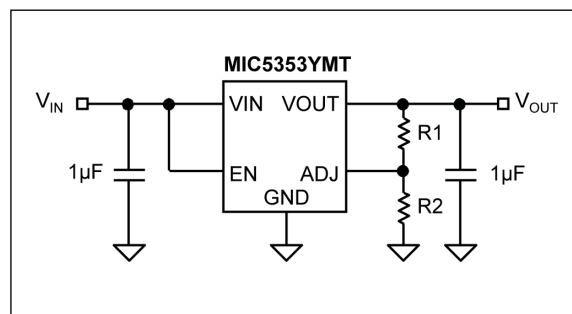 MIC5353YMT
VIN VIN VOUT VOUT
R1
1µF EN ADJ 1µF
GND R2